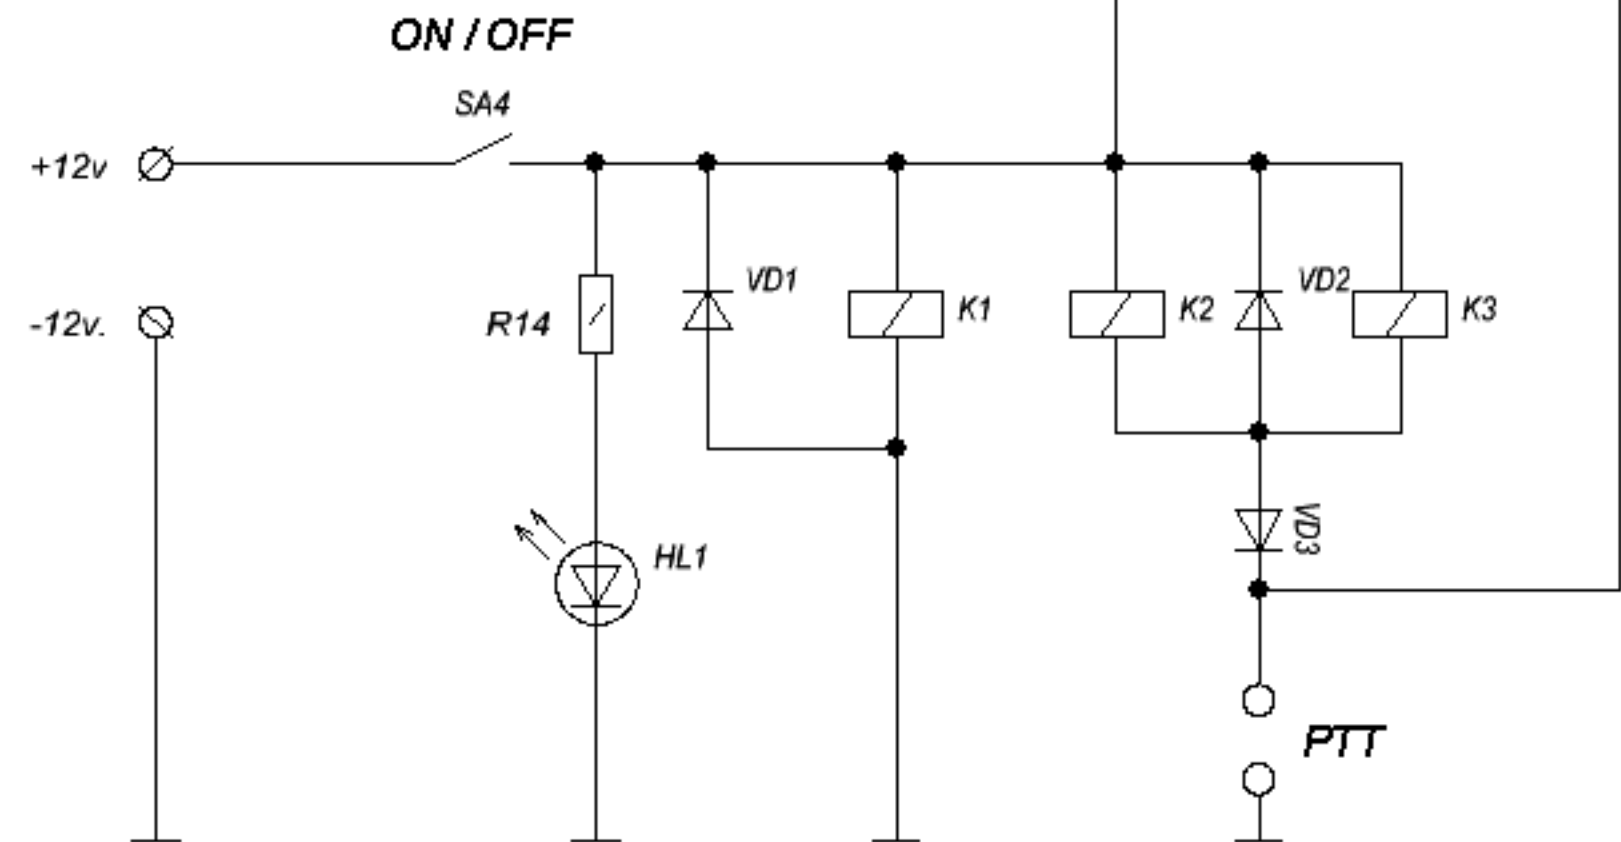 ON / OFF
SA4
+12v
VD1
VD2
-12v.
R14
K1
K2
K3
VD3
HL1
PTT